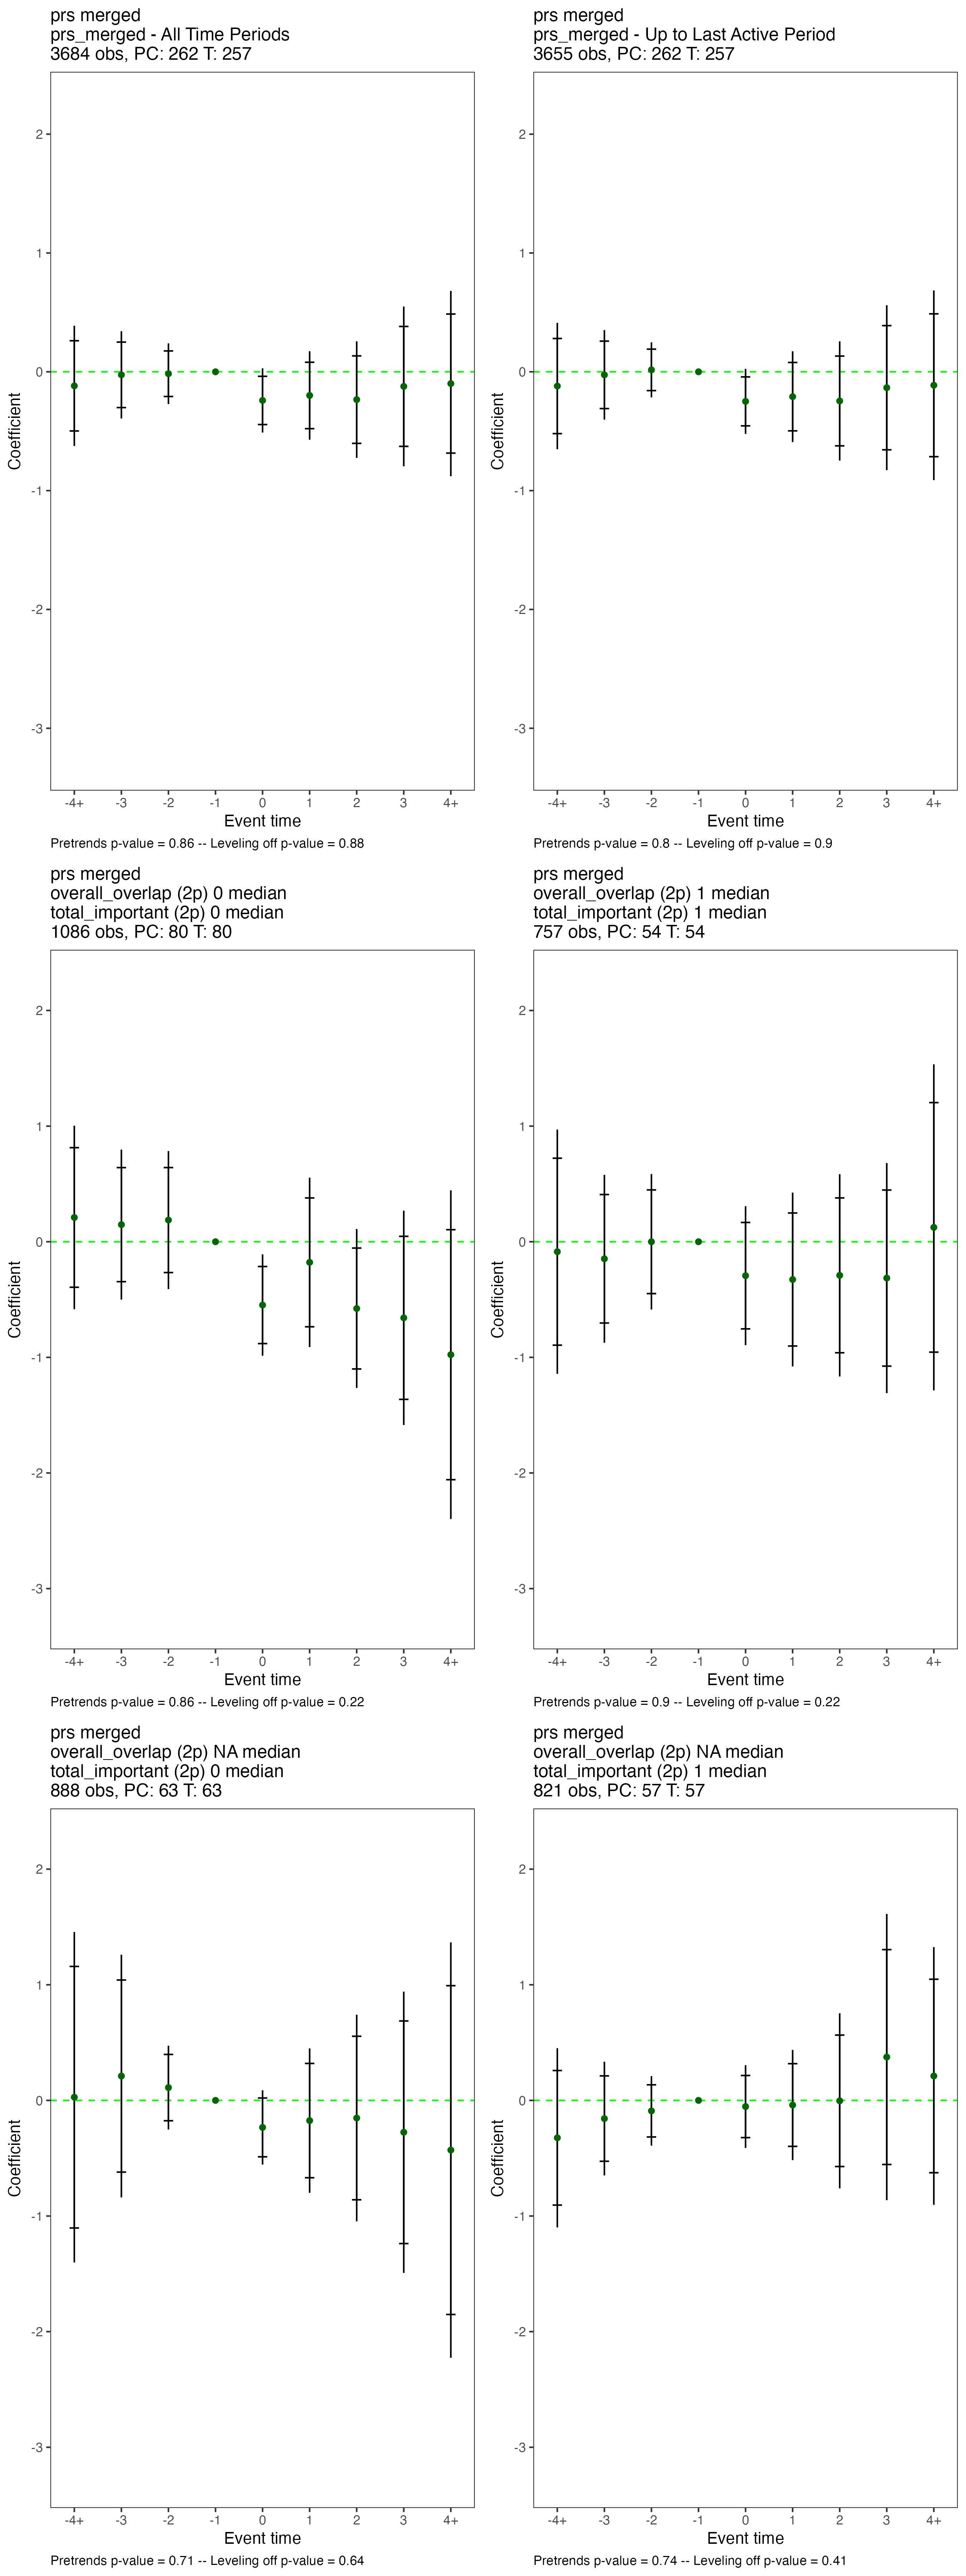 prs merged
prs_merged - All Time Periods
3684 obs, PC: 262 T: 257
2
1
0
-1
-2
-3
Coefficient
-4+ -3 -2 -1 0 1 2 3 4+
Event time
Pretrends p-value = 0.86 -- Leveling off p-value = 0.88
prs merged
prs_merged - Up to Last Active Period
3655 obs, PC: 262 T: 257
2
1
0
-1
-2
-3
Coefficient
-4+ -3 -2 -1 0 1 2 3 4+
Event time
Pretrends p-value = 0.8 -- Leveling off p-value = 0.9
prs merged
overall_overlap (2p) 0 median
total_important (2p) 0 median
1086 obs, PC: 80 T: 80
2
1
0
-1
-2
-3
Coefficient
-4+ -3 -2 -1 0 1 2 3 4+
Event time
Pretrends p-value = 0.86 -- Leveling off p-value = 0.22
prs merged
overall_overlap (2p) 1 median
total_important (2p) 1 median
757 obs, PC: 54 T: 54
2
1
0
-1
-2
-3
Coefficient
-4+ -3 -2 -1 0 1 2 3 4+
Event time
Pretrends p-value = 0.9 -- Leveling off p-value = 0.22
prs merged
overall_overlap (2p) NA median
total_important (2p) 0 median
888 obs, PC: 63 T: 63
2
1
0
-1
-2
-3
Coefficient
-4+ -3 -2 -1 0 1 2 3 4+
Event time
Pretrends p-value = 0.71 -- Leveling off p-value = 0.64
prs merged
overall_overlap (2p) NA median
total_important (2p) 1 median
821 obs, PC: 57 T: 57
2
1
0
-1
-2
-3
Coefficient
-4+ -3 -2 -1 0 1 2 3 4+
Event time
Pretrends p-value = 0.74 -- Leveling off p-value = 0.41